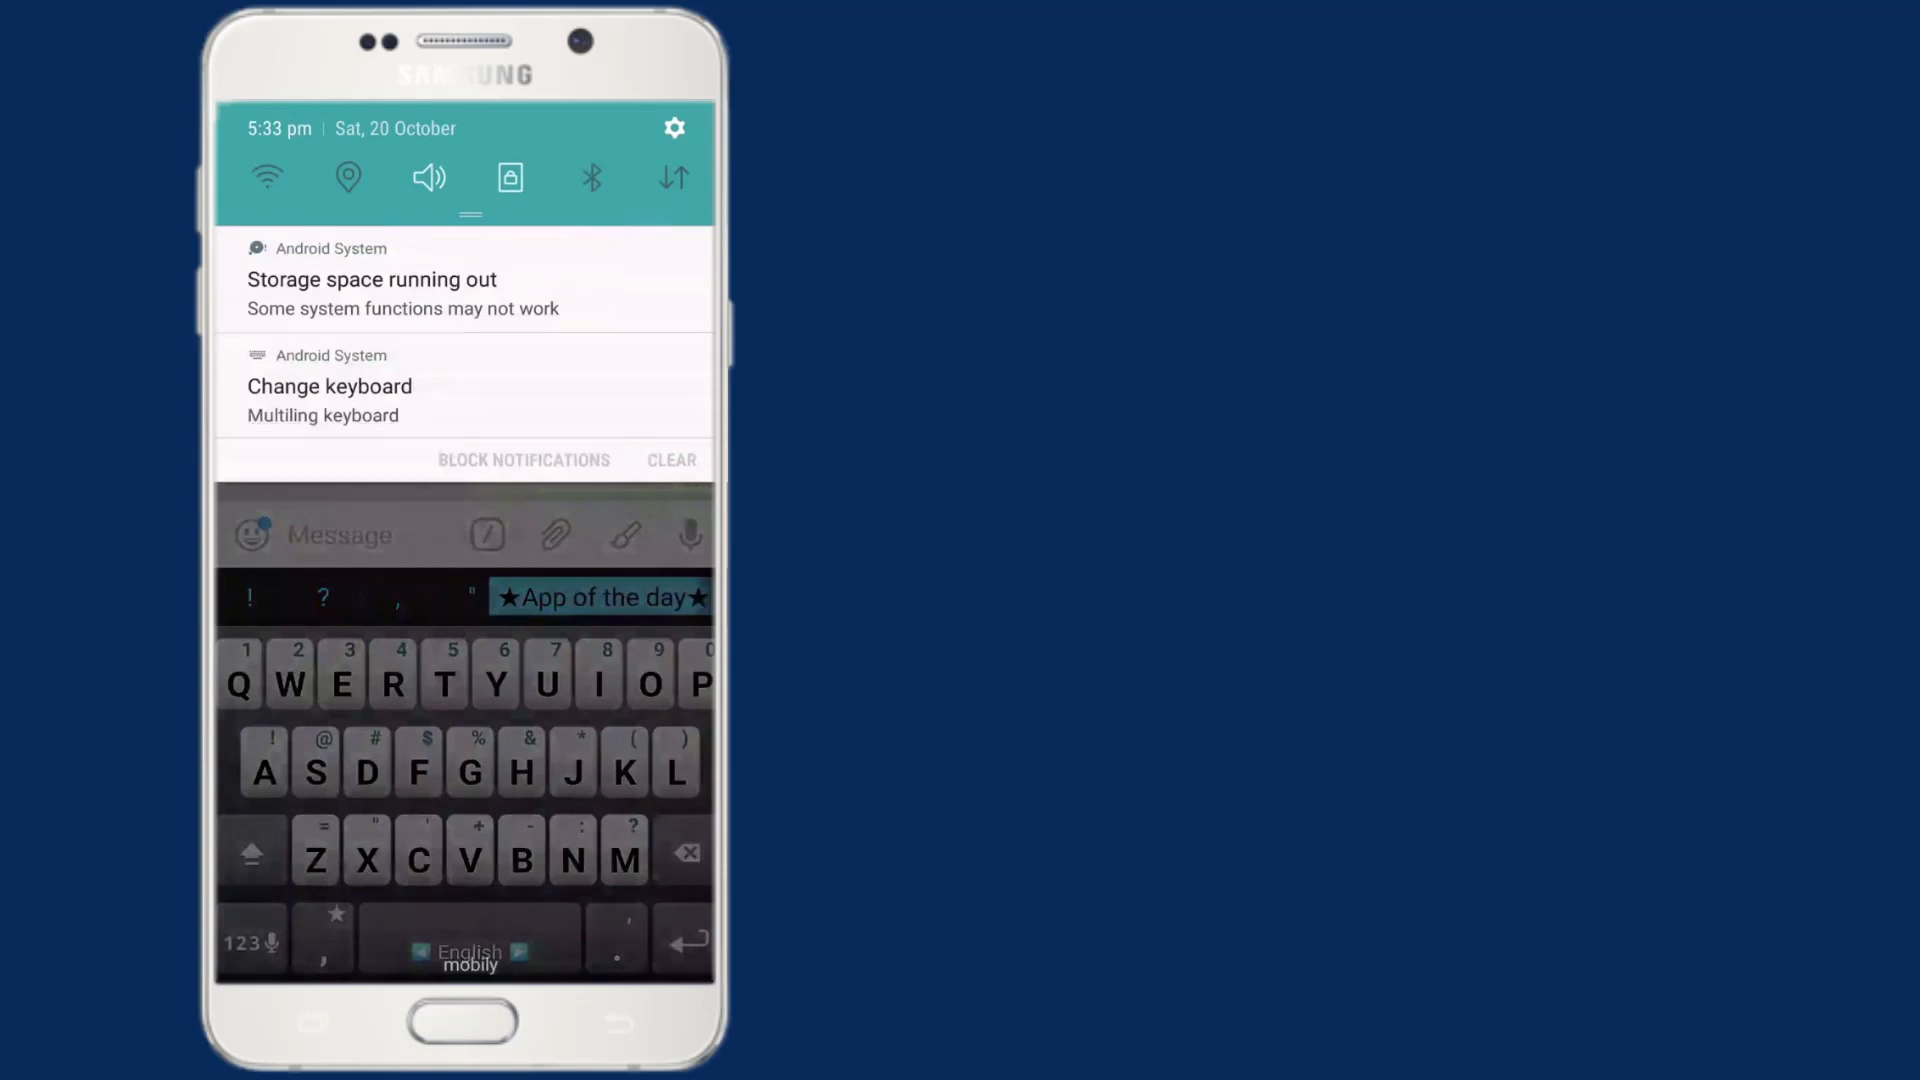 SAMSUNG
5:33 pm | Sat, 20 October
Android System
Storage space running out
Some system functions may not work
Android System
Change keyboard
Multiling keyboard
BLOCK NOTIFICATIONS CLEAR
Message /
! ? , " ★App of the day★
1 2 3 4 5 6 7 8 9 0
Q W E R T Y U I O P
! @ # $ % & * ( )
A S D F G H J K L
= " ' + - : ?
Z X C V B N M
123 , English . '
mobily